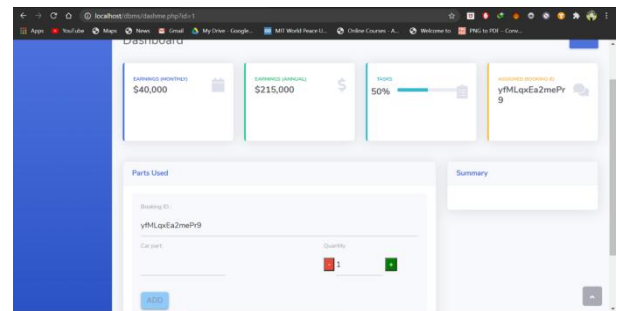 localhost/dbms/dashme.php?id=1
Apps YouTube Maps News Gmail My Drive - Google... MIT World Peace U... Online Courses - A... Welcome to PNG to PDF – Conv...
Dashboard
EARNINGS (MONTHLY)
$40,000
EARNINGS (ANNUAL)
$215,000
TASKS
50%
ASSIGNED BOOKING ID
yfMLqxEa2mePr
9
Parts Used
Summary
Booking ID :
yfMLqxEa2mePr9
Car part
Quantity
- 1 +
ADD